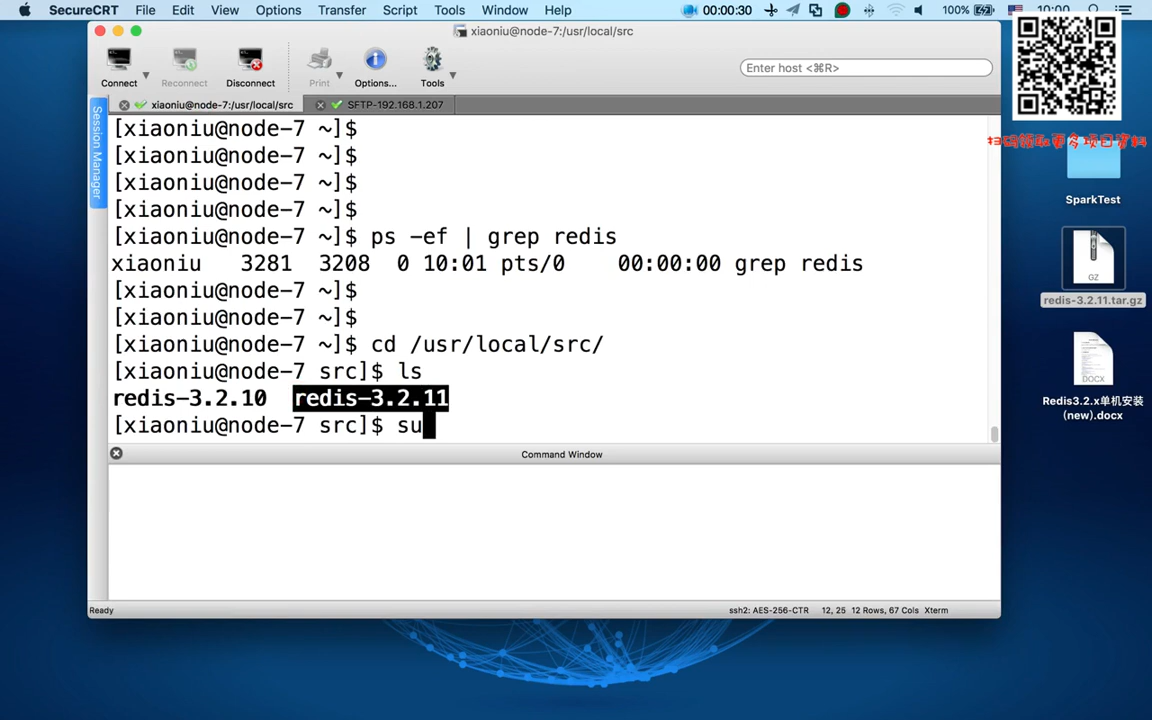 SecureCRT File Edit View Options Transfer Script Tools Window Help 00:00:30 100% 10:00
xiaoniu@node-7:/usr/local/src
Connect Reconnect Disconnect Print Options... Tools Enter host <⌘R>
xiaoniu@node-7:/usr/local/src SFTP-192.168.1.207
Session Manager
[xiaoniu@node-7 ~]$
[xiaoniu@node-7 ~]$
[xiaoniu@node-7 ~]$
[xiaoniu@node-7 ~]$
[xiaoniu@node-7 ~]$ ps -ef | grep redis
xiaoniu 3281 3208 0 10:01 pts/0 00:00:00 grep redis
[xiaoniu@node-7 ~]$
[xiaoniu@node-7 ~]$
[xiaoniu@node-7 ~]$ cd /usr/local/src/
[xiaoniu@node-7 src]$ ls
redis-3.2.10 redis-3.2.11
[xiaoniu@node-7 src]$ su
Command Window
Ready ssh2: AES-256-CTR 12, 25 12 Rows, 67 Cols Xterm
扫码领取更多项目资料
SparkTest
GZ
redis-3.2.11.tar.gz
DOCX
Redis3.2.x单机安装
(new).docx